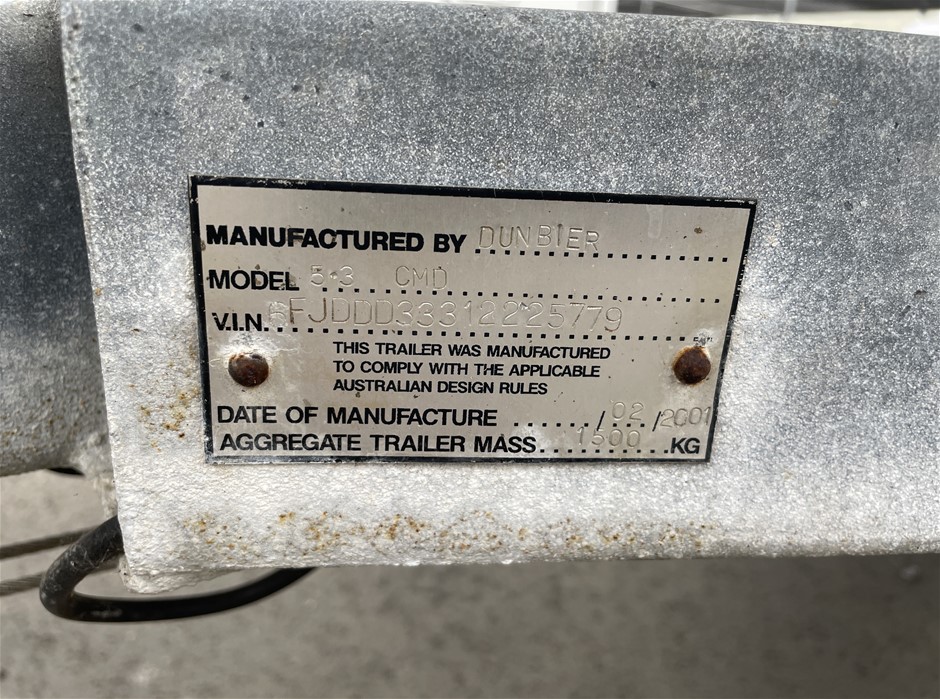 MANUFACTURED BY DUNBIER
MODEL 5.3 CMD
V.I.N. 6FJDDD33312225779
THIS TRAILER WAS MANUFACTURED
TO COMPLY WITH THE APPLICABLE
AUSTRALIAN DESIGN RULES
DATE OF MANUFACTURE ....../02/2001
AGGREGATE TRAILER MASS 1500 KG